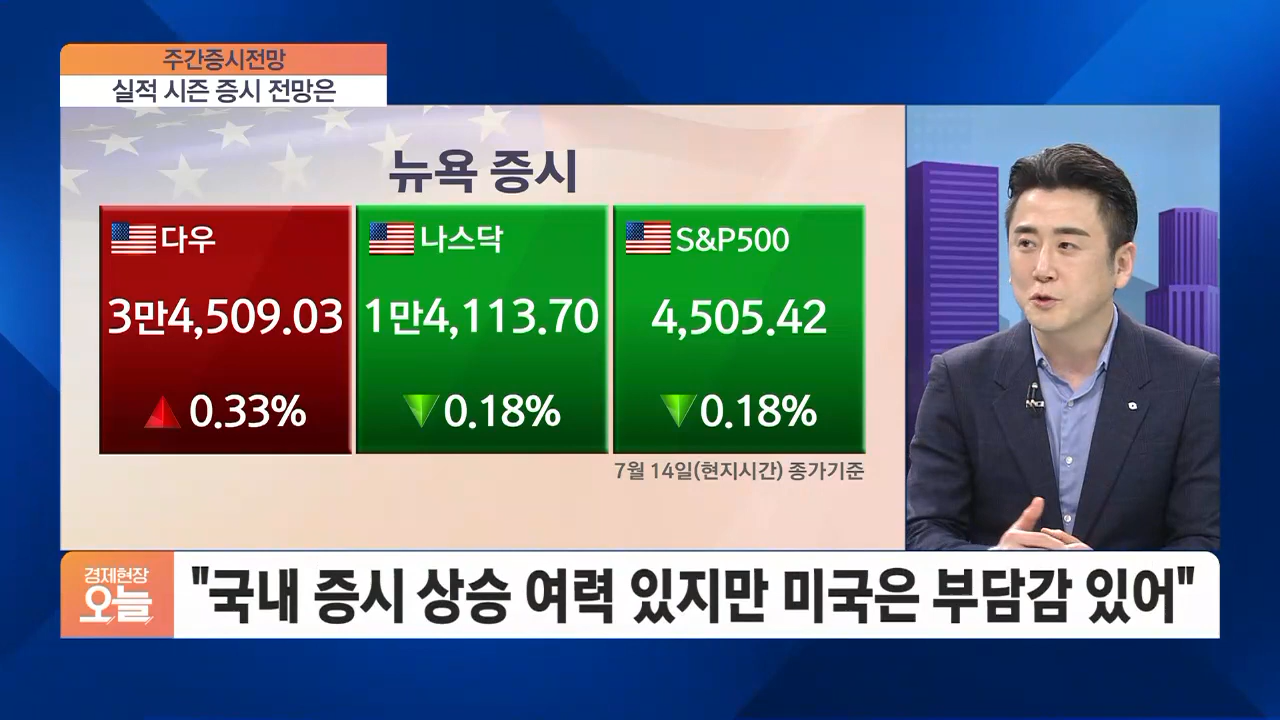 주간증시전망
실적 시즌 증시 전망은
뉴욕 증시
다우
3만4,509.03
▲ 0.33%
나스닥
1만4,113.70
▼ 0.18%
S&P500
4,505.42
▼ 0.18%
7월 14일(현지시간) 종가기준
경제현장
오늘
"국내 증시 상승 여력 있지만 미국은 부담감 있어"